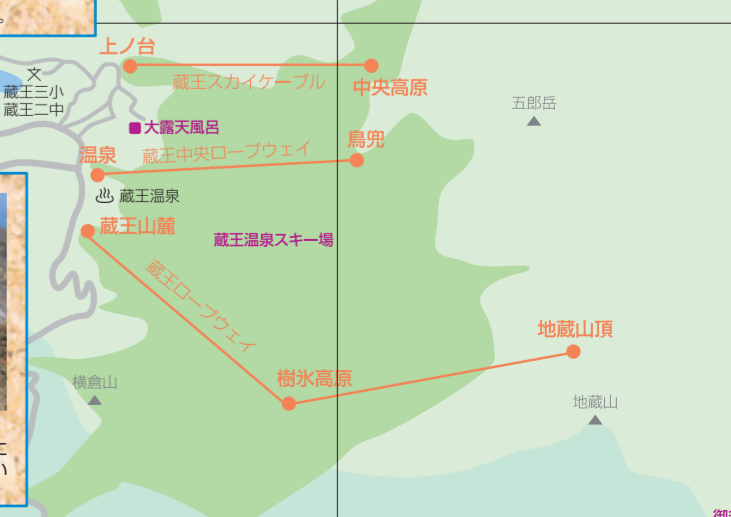 。
上ノ台
文
蔵王三小
蔵王二中
蔵王スカイケーブル
中央高原
五郎岳
大露天風呂
鳥兜
温泉
蔵王中央ロープウェイ
蔵王温泉
蔵王山麓
蔵王温泉スキー場
蔵王ロープウェイ
地蔵山頂
樹氷高原
横倉山
地蔵山
に
い